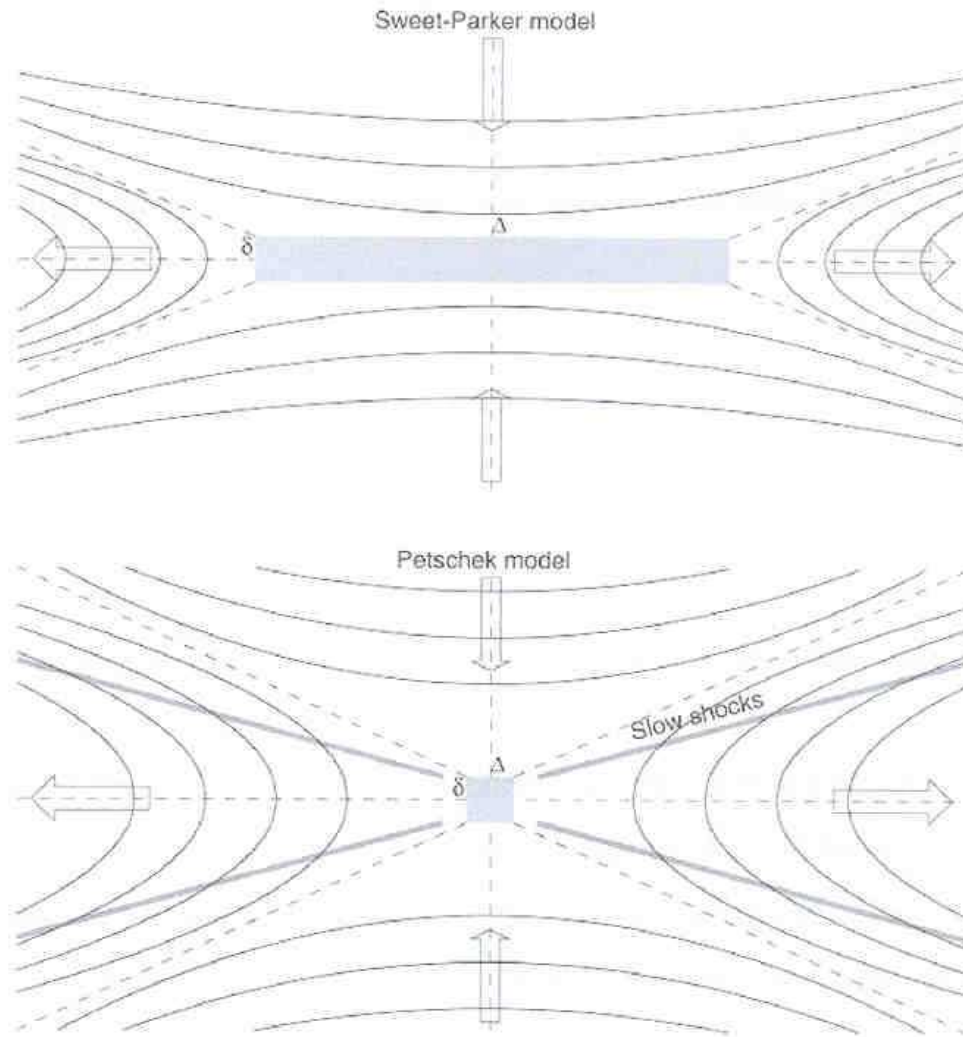 Sweet-Parker model
Δ
δ
Petschek model
Slow shocks
Δ
δ